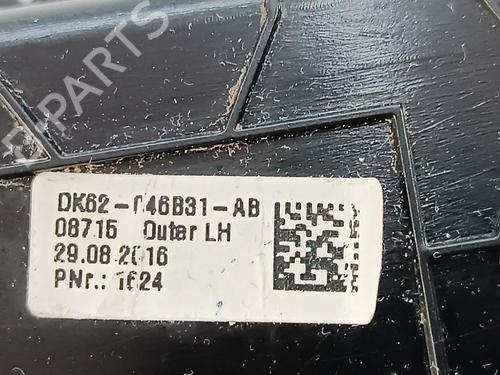 B-PARTS
DK62-046B31-AB
08715 Outer LH
29.08.2016
PNr.: 1624